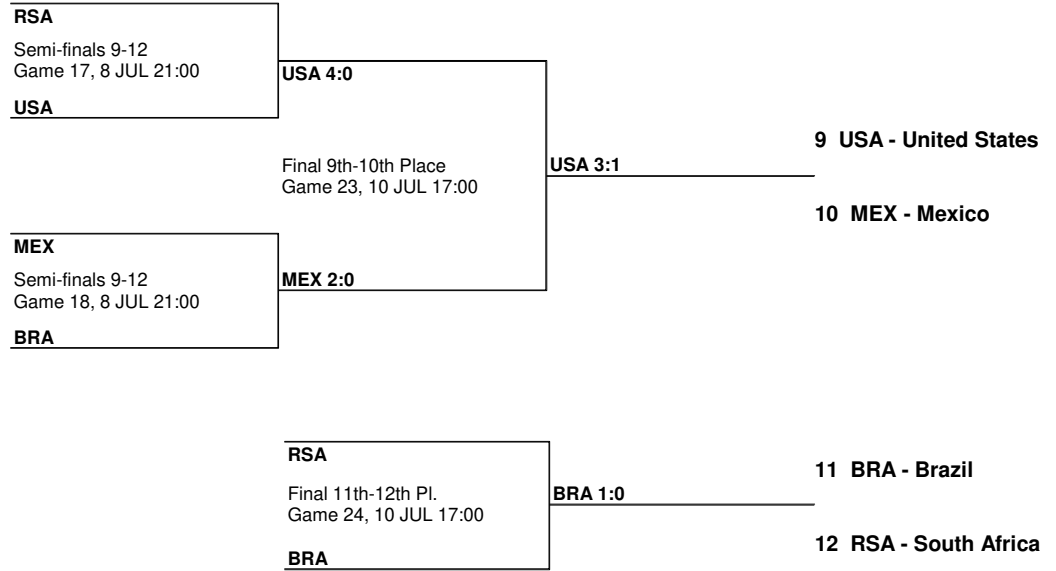 RSA
Semi-finals 9-12
Game 17, 8 JUL 21:00
USA
USA 4:0
Final 9th-10th Place
Game 23, 10 JUL 17:00
USA 3:1
9 USA - United States
10 MEX - Mexico
MEX
Semi-finals 9-12
Game 18, 8 JUL 21:00
BRA
MEX 2:0
RSA
Final 11th-12th Pl.
Game 24, 10 JUL 17:00
BRA
BRA 1:0
11 BRA - Brazil
12 RSA - South Africa